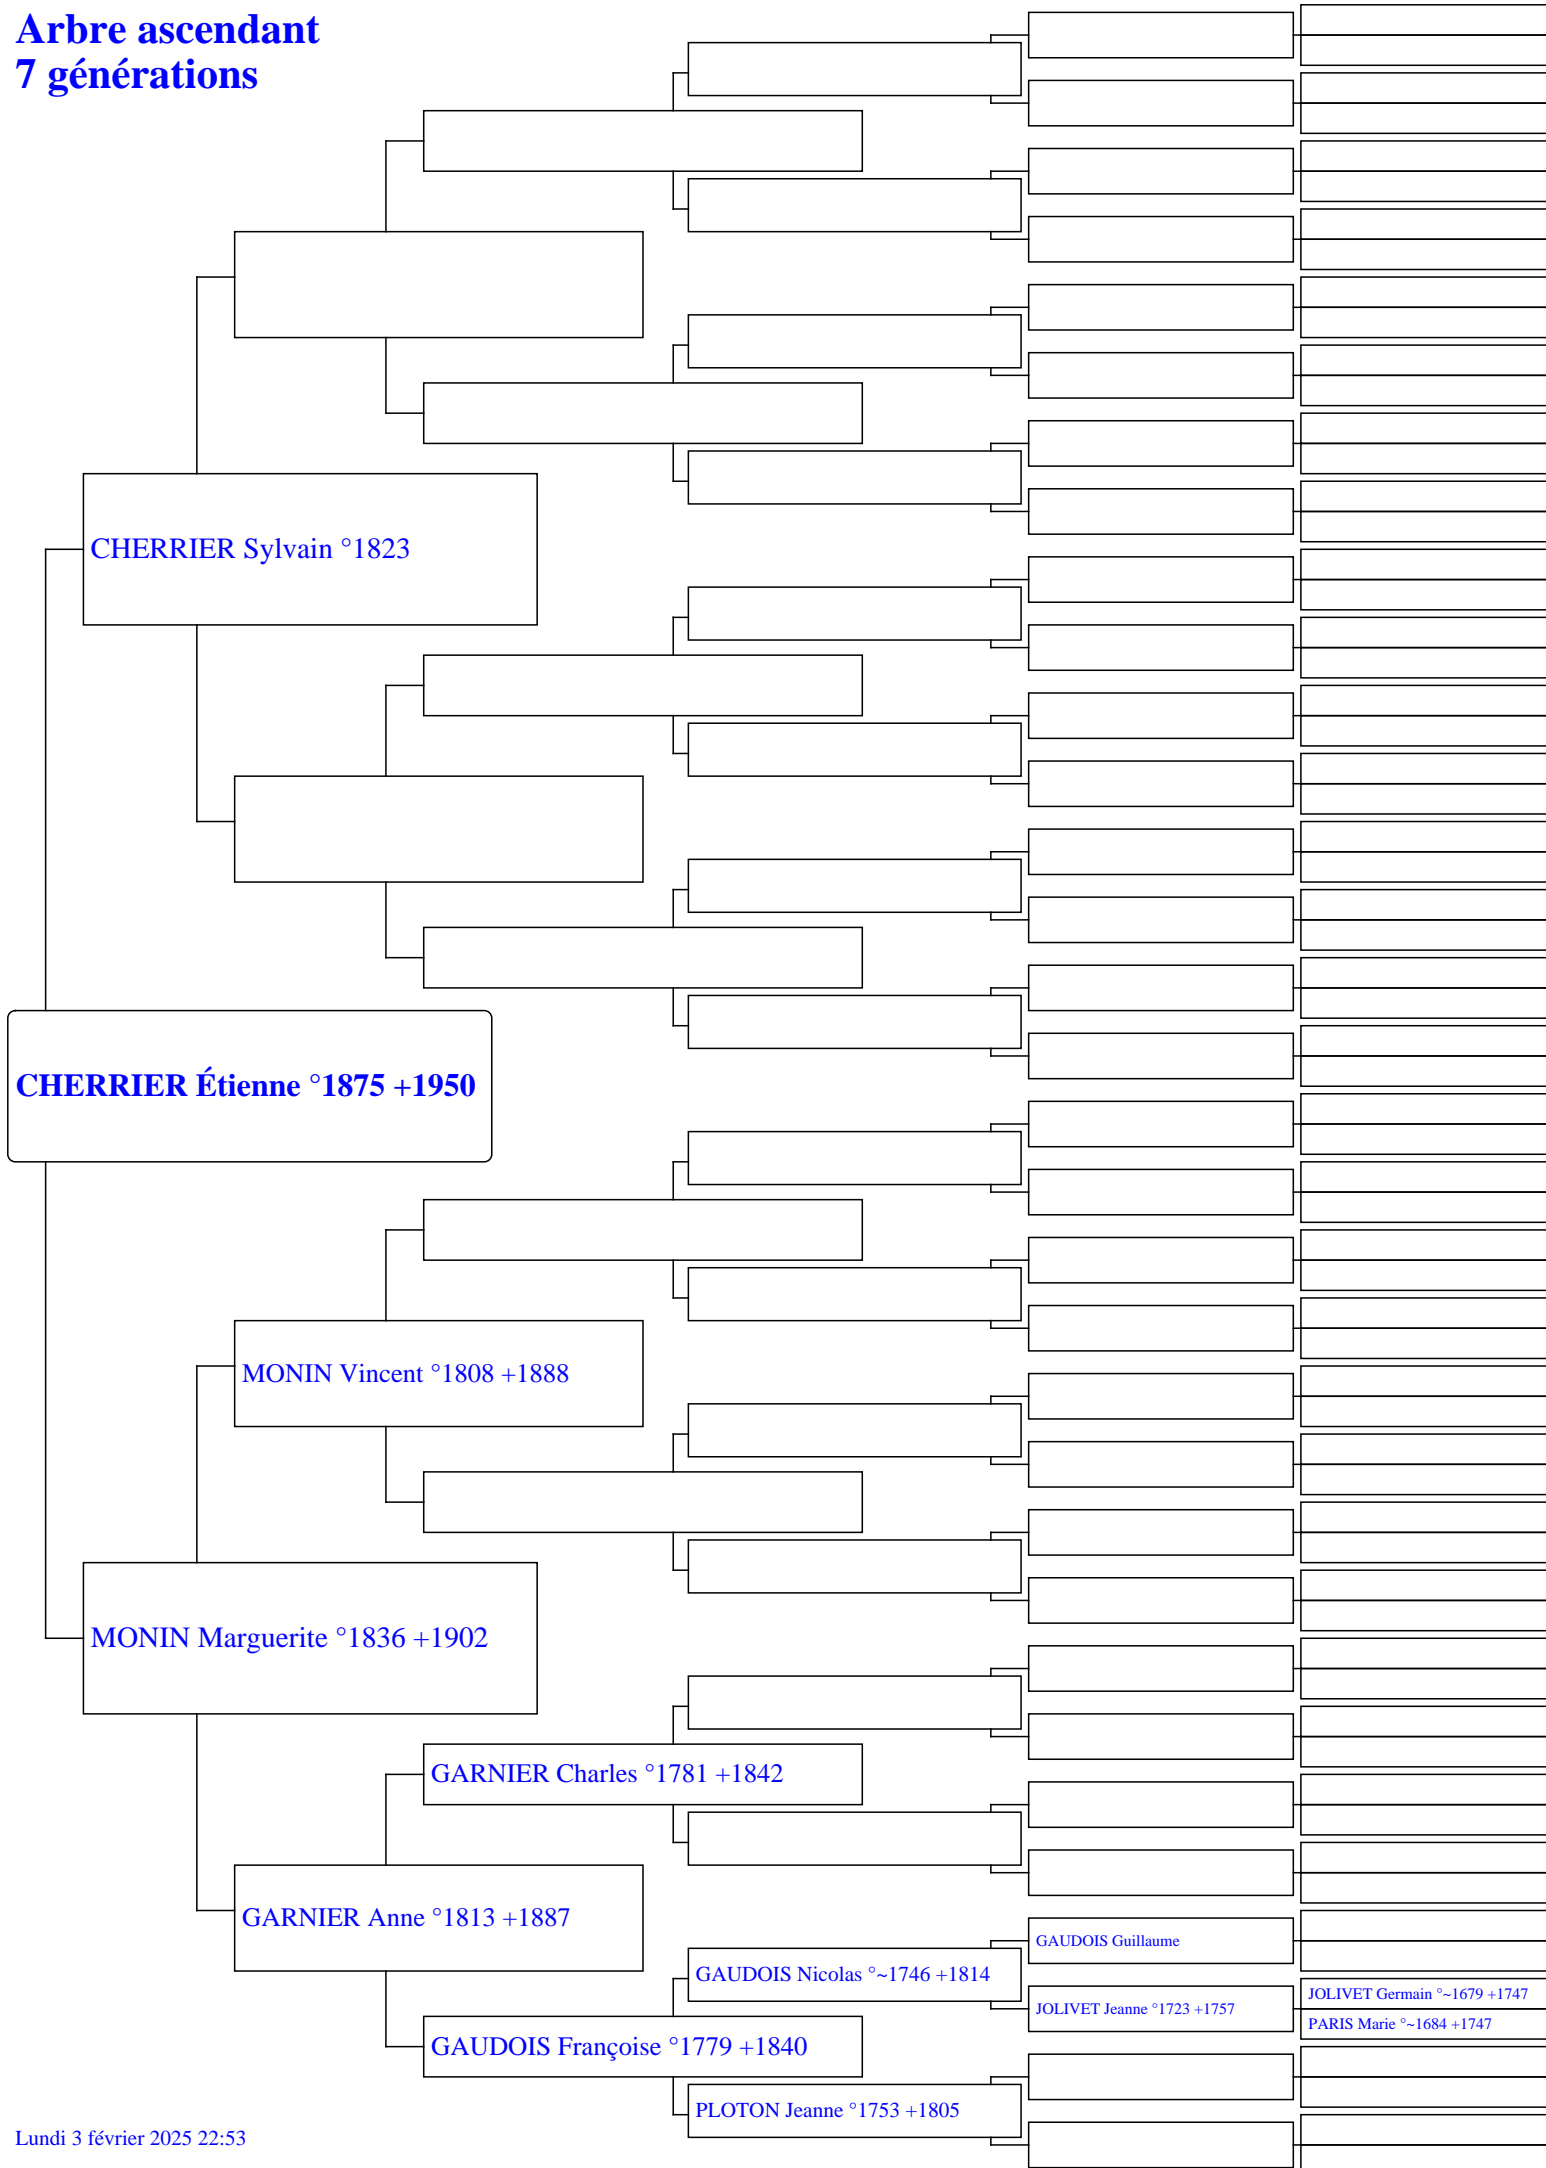 Arbre ascendant
7 générations
CHERRIER Sylvain °1823
CHERRIER Étienne °1875 +1950
MONIN Vincent °1808 +1888
MONIN Marguerite °1836 +1902
GARNIER Charles °1781 +1842
GARNIER Anne °1813 +1887
GAUDOIS Guillaume
GAUDOIS Nicolas °~1746 +1814
JOLIVET Germain °~1679 +1747
JOLIVET Jeanne °1723 +1757
PARIS Marie °~1684 +1747
GAUDOIS Françoise °1779 +1840
PLOTON Jeanne °1753 +1805
Lundi 3 février 2025 22:53